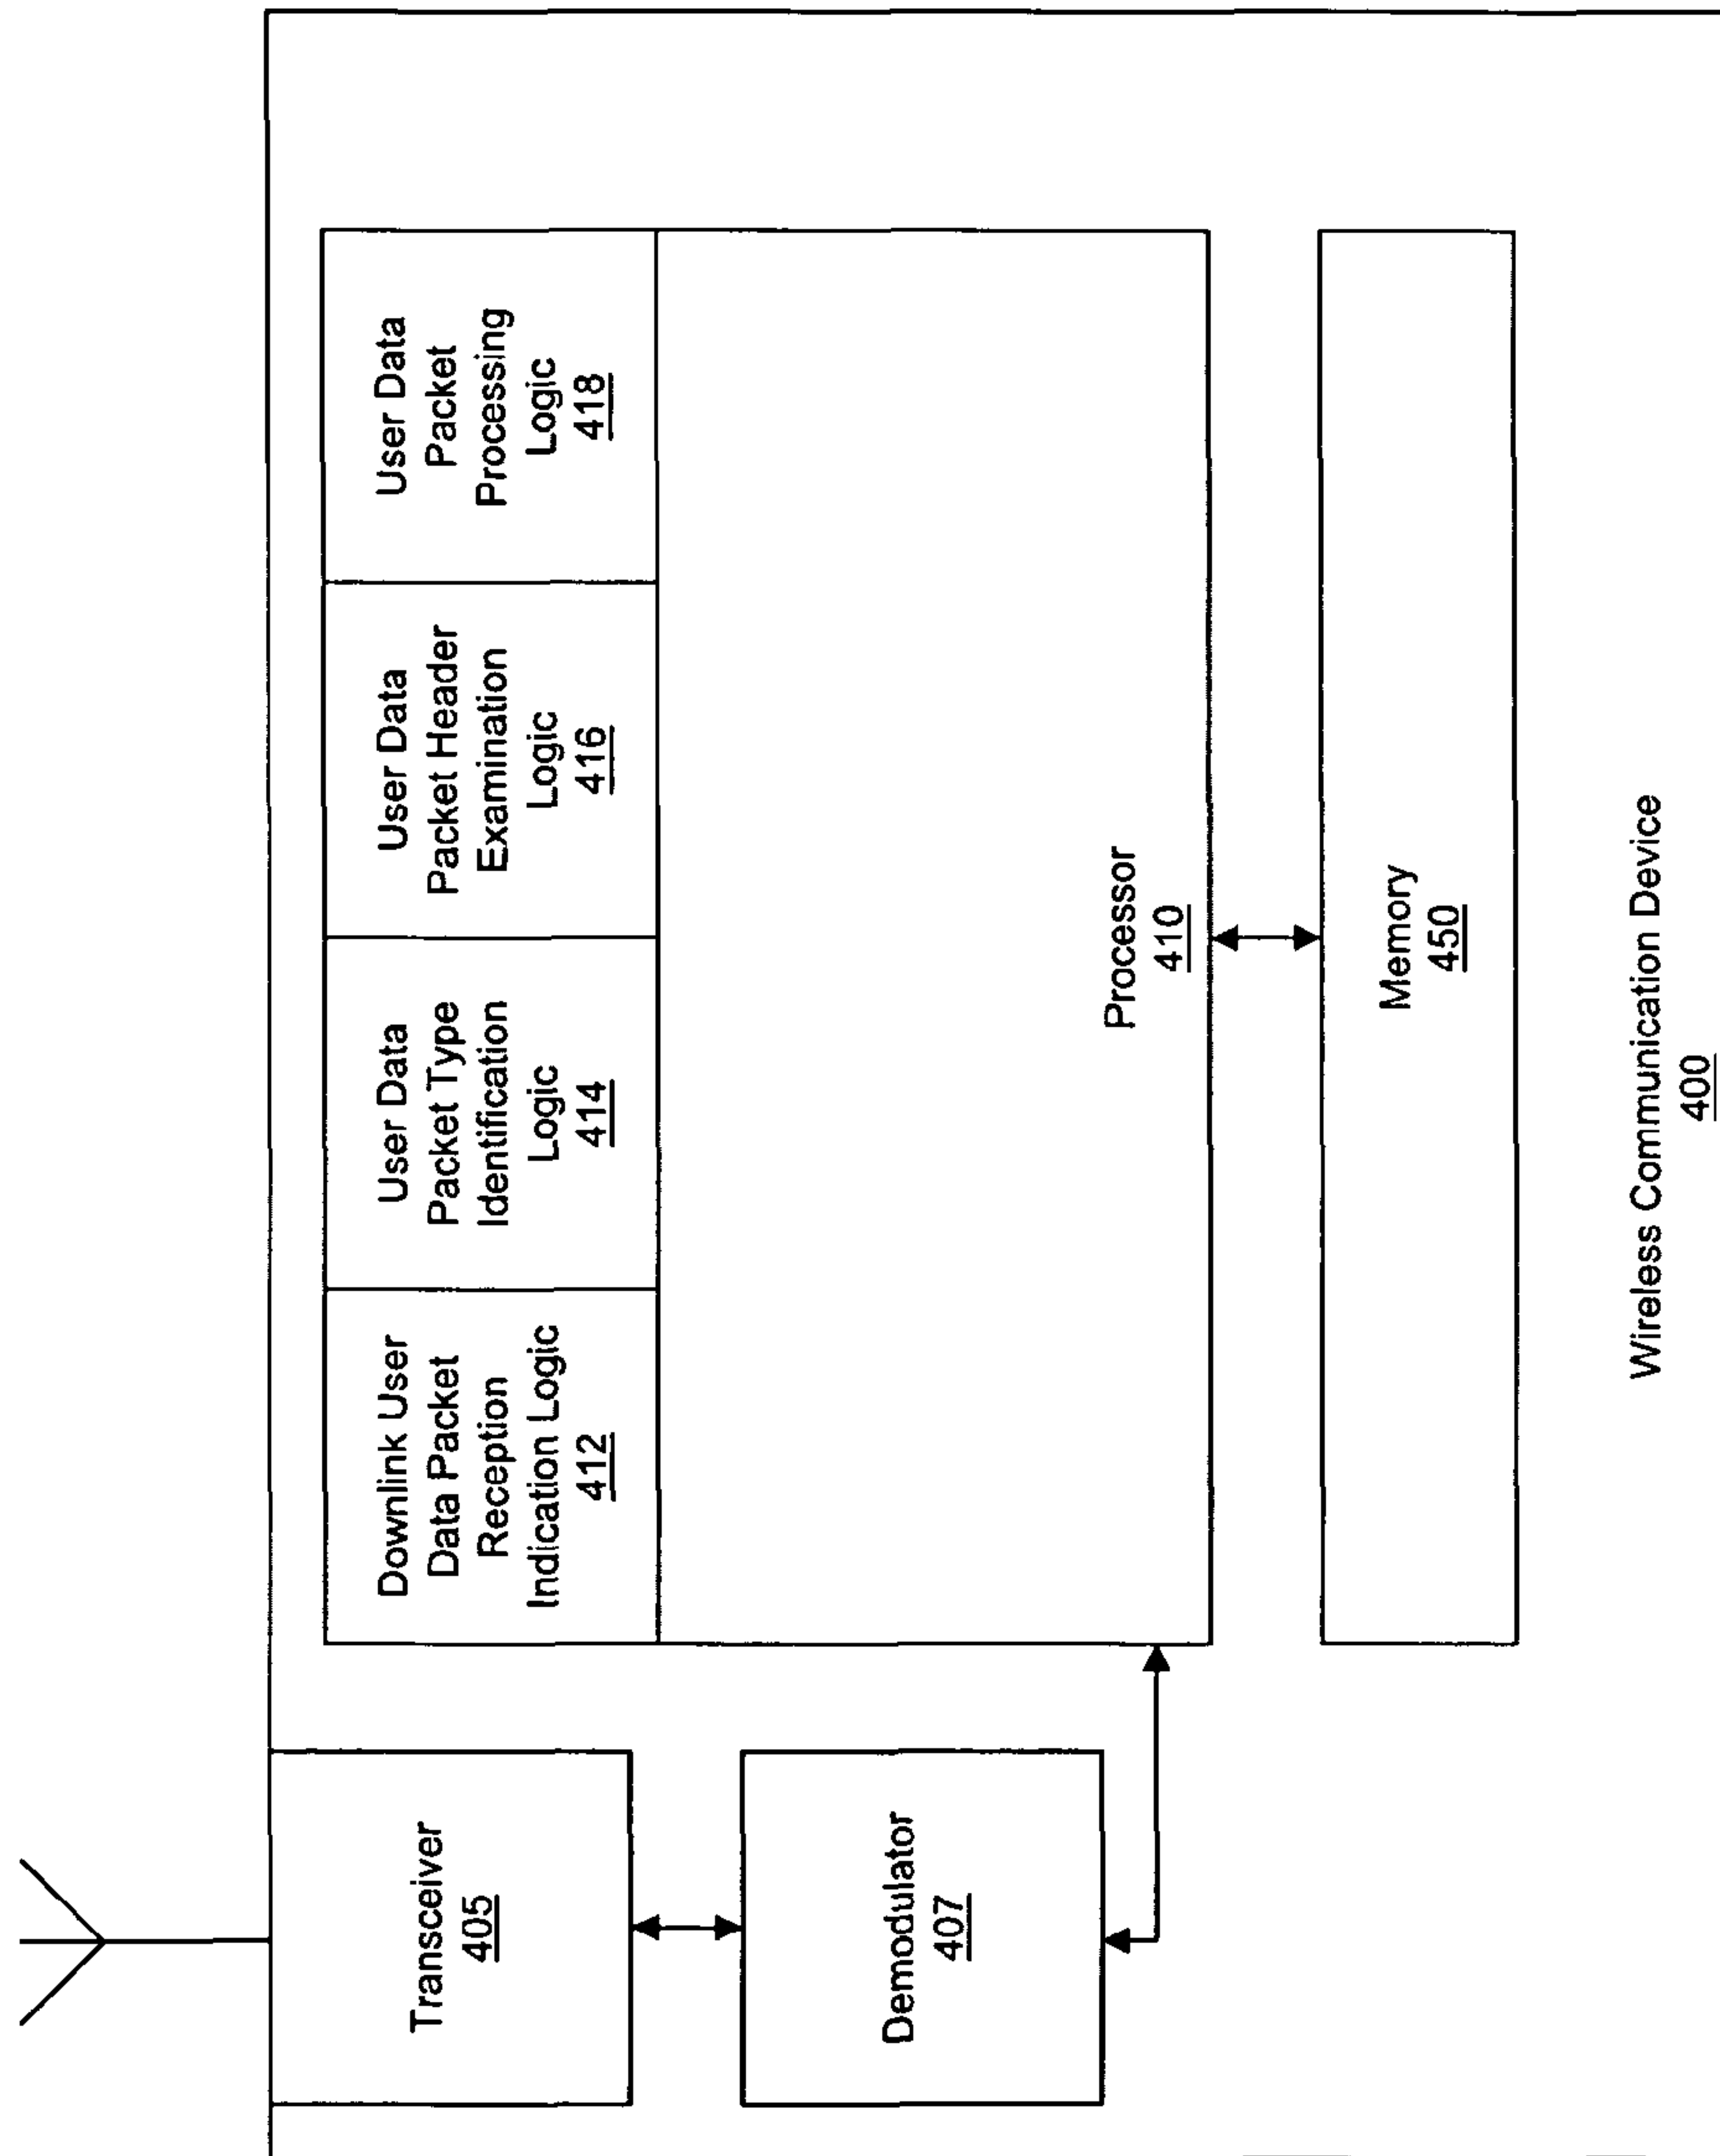 Transceiver
405
Demodulator
407
Downlink User
Data Packet
Reception
Indication Logic
412
User Data
Packet Type
Identification
Logic
414
User Data
Packet Header
Examination
Logic
416
User Data
Packet
Processing
Logic
418
Processor
410
Memory
450
Wireless Communication Device
400